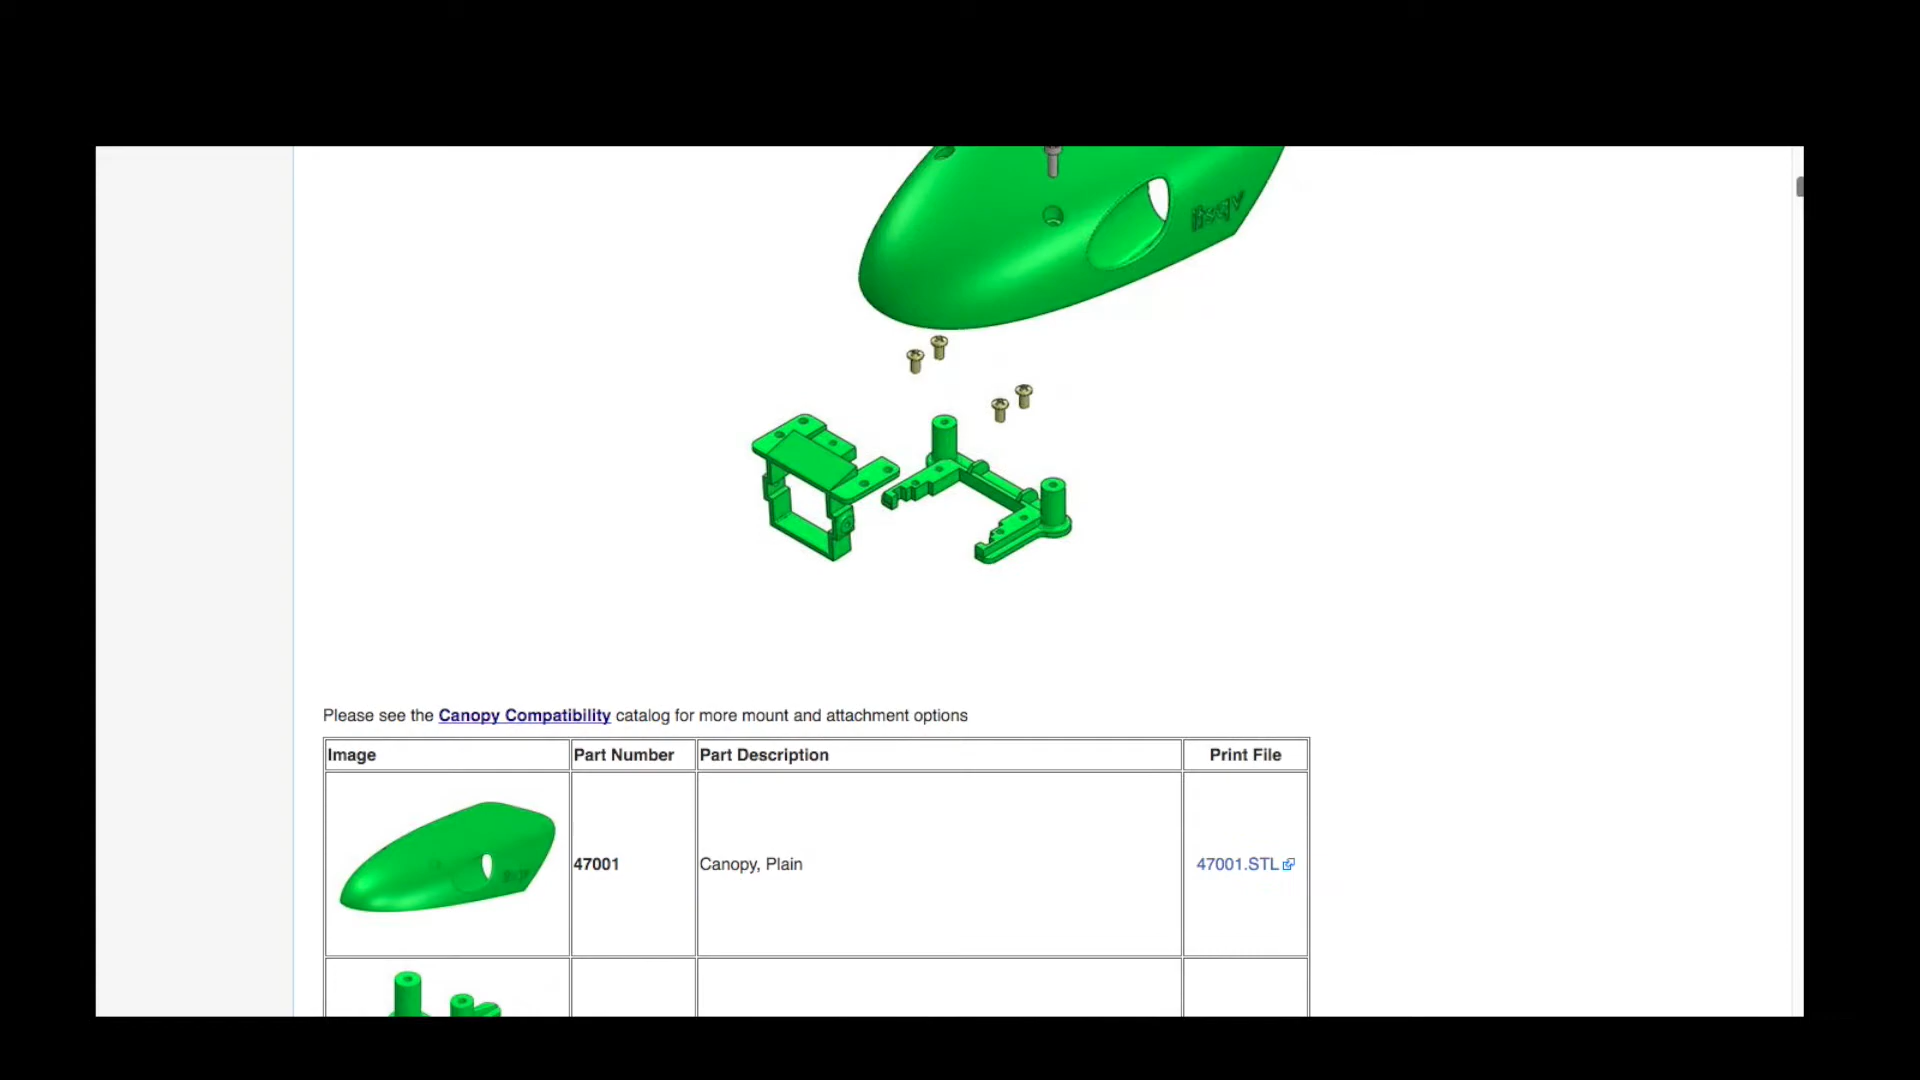 itsqv
Please see the Canopy Compatibility catalog for more mount and attachment options
Image Part Number Part Description Print File
47001 Canopy, Plain 47001.STL